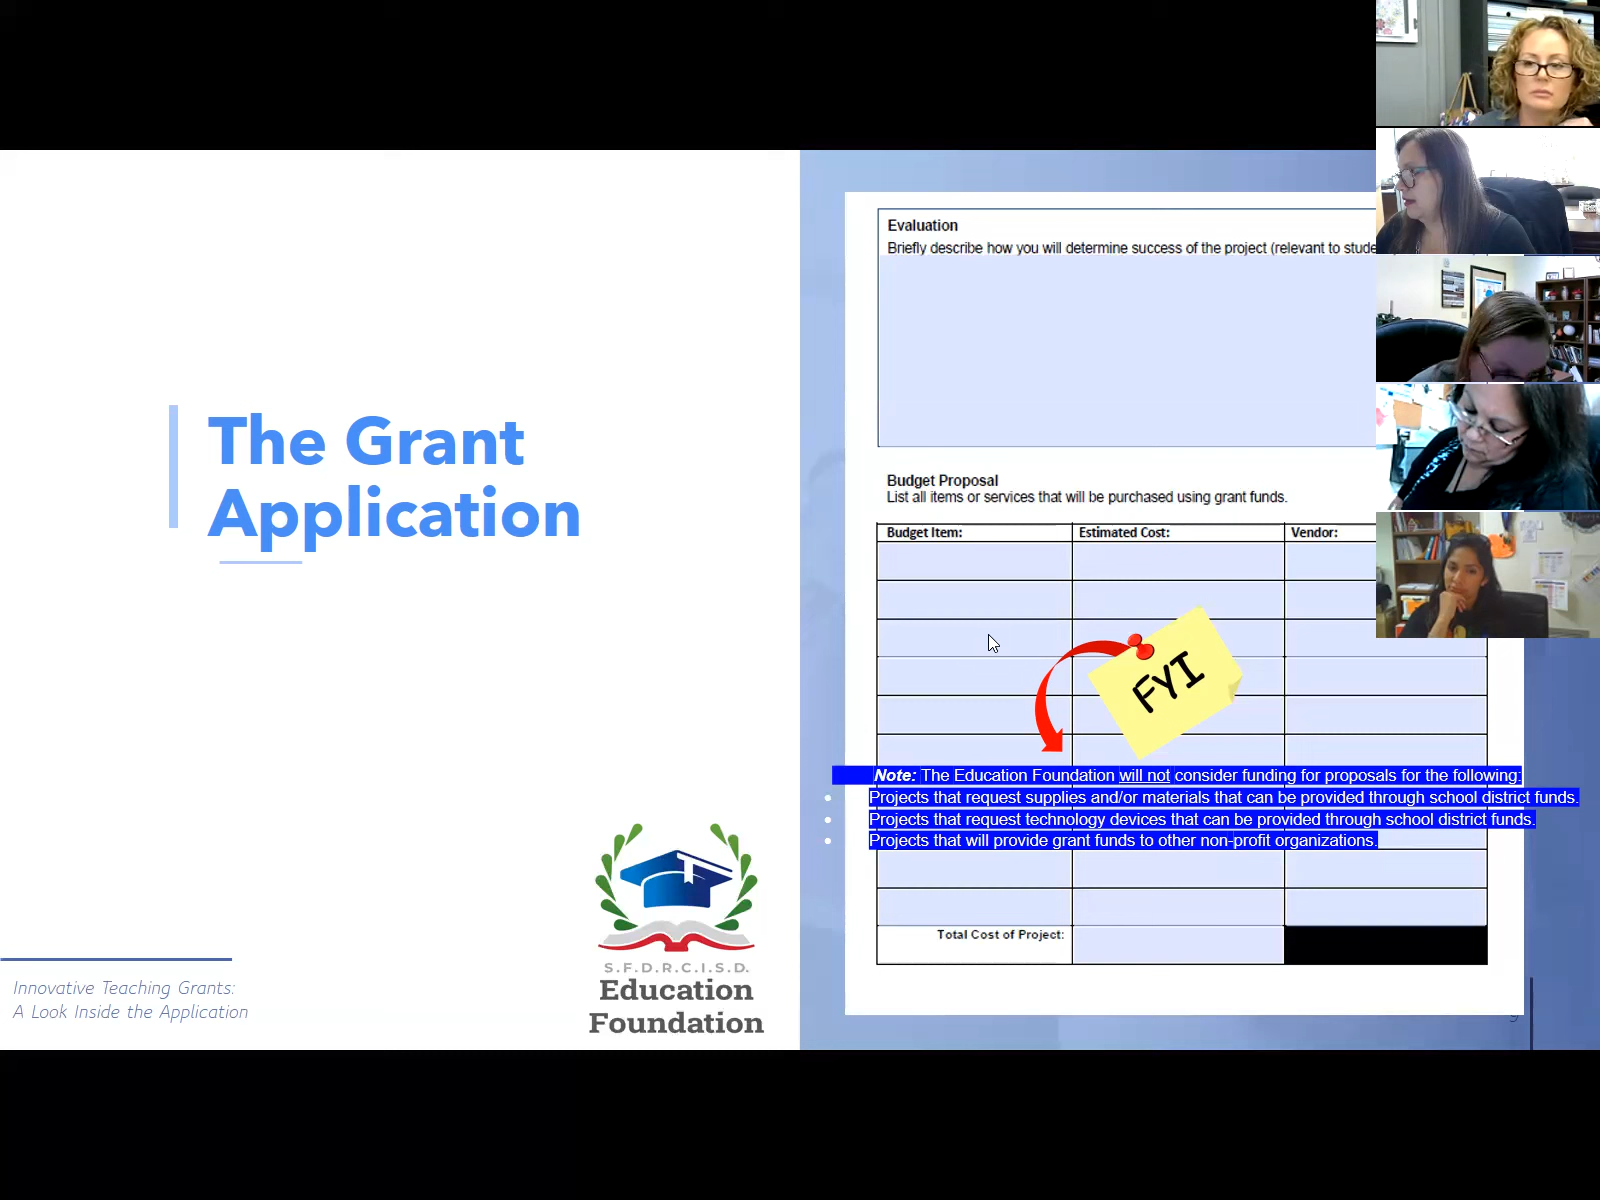 The Grant
Application
Innovative Teaching Grants:
A Look Inside the Application
S.F.D.R.C.I.S.D.
Education
Foundation
Evaluation
Briefly describe how you will determine success of the project (relevant to
Budget Proposal
List all items or services that will be purchased using grant funds.
Budget Item: Estimated Cost: Vendor:
FYI
Note: The Education Foundation will not consider funding for proposals for the following:
• Projects that request supplies and/or materials that can be provided through school district funds.
• Projects that request technology devices that can be provided through school district funds.
• Projects that will provide grant funds to other non-profit organizations.
Total Cost of Project: